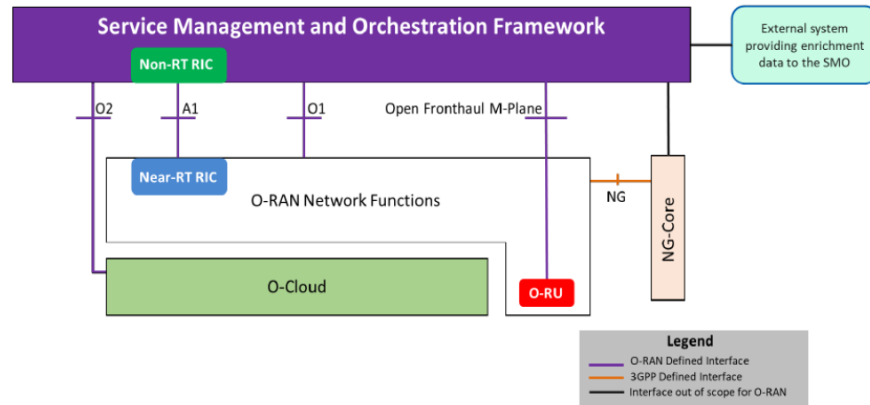 Service Management and Orchestration Framework
External system
providing enrichment
data to the SMO
Non-RT RIC
O2
A1
O1
Open Fronthaul M-Plane
Near-RT RIC
O-RAN Network Functions
NG
NG-Core
O-Cloud
O-RU
Legend
O-RAN Defined Interface
3GPP Defined Interface
Interface out of scope for O-RAN